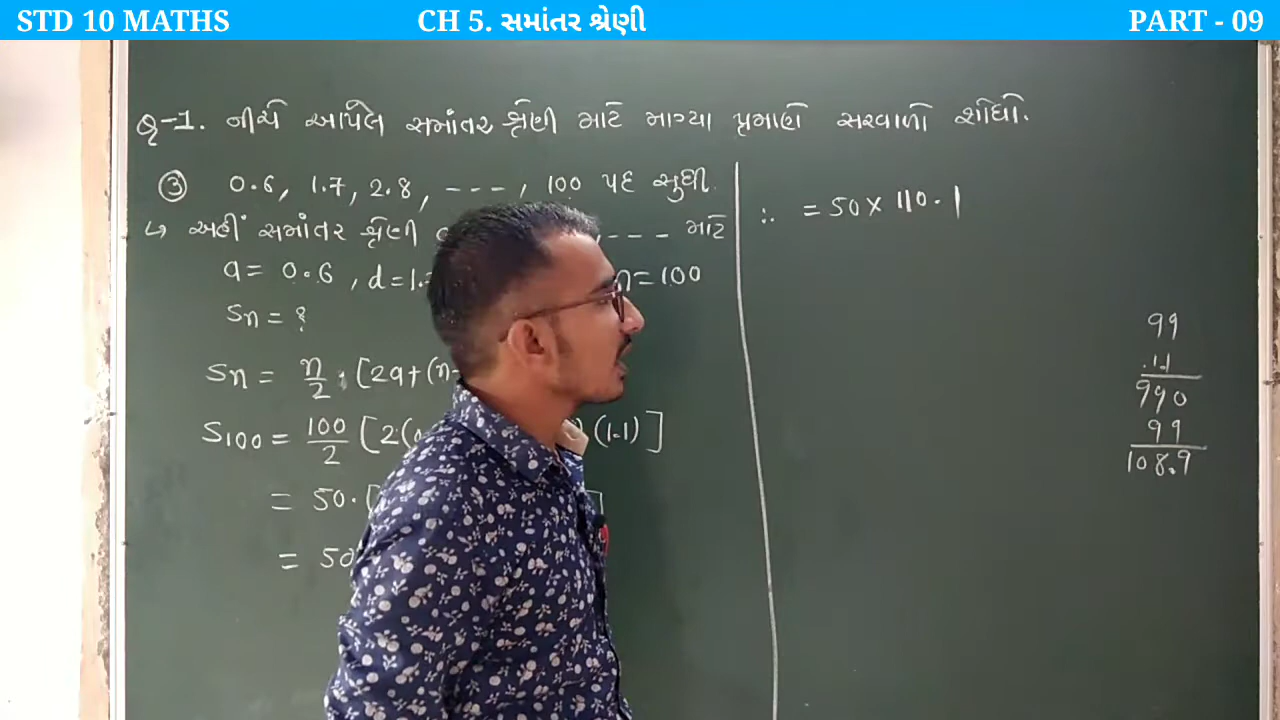 STD 10 MATHS CH 5. સમાંતર શ્રેણી PART - 09
Q-1. નીચે આપેલ સમાંતર શ્રેણી માટે માગ્યા પ્રમાણે સરવાળો શોધો.
③ 0.6, 1.7, 2.8, ---, 100 પદ સુધી.
↳ અહીં સમાંતર શ્રેણી ---- માટે
a = 0.6, d = 1. n = 100
Sn = ?
Sn = n/2 · [2a+(n-
S100 = 100/2 [2( (1.1) ]
= 50·[ ]
= 50
∴ = 50 × 110.1
99
.11
990
99
108.9